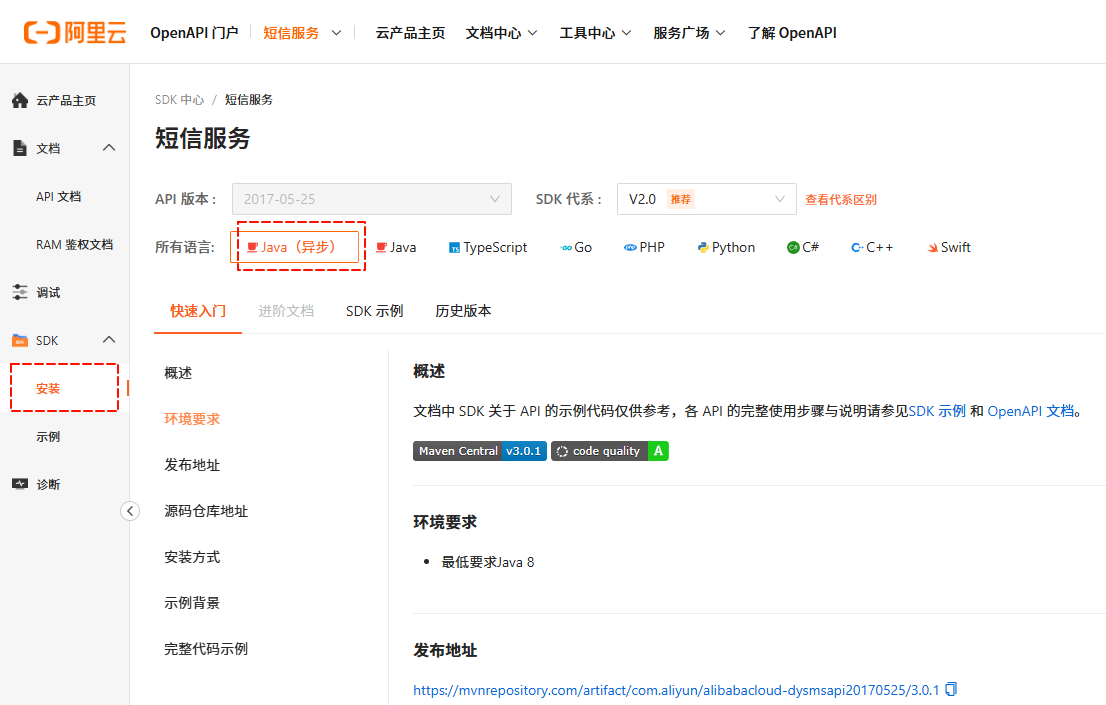 阿里云 OpenAPI 门户 短信服务 云产品主页 文档中心 工具中心 服务广场 了解 OpenAPI
云产品主页
文档
API 文档
RAM 鉴权文档
调试
SDK
安装
示例
诊断
SDK 中心 / 短信服务
短信服务
API 版本 : 2017-05-25 SDK 代系 : V2.0 推荐 查看代系区别
所有语言: Java（异步） Java TypeScript Go PHP Python C# C++ Swift
快速入门 进阶文档 SDK 示例 历史版本
概述
环境要求
发布地址
源码仓库地址
安装方式
示例背景
完整代码示例
概述
文档中 SDK 关于 API 的示例代码仅供参考，各 API 的完整使用步骤与说明请参见SDK 示例 和 OpenAPI 文档。
Maven Central v3.0.1 code quality A
环境要求
• 最低要求Java 8
发布地址
https://mvnrepository.com/artifact/com.aliyun/alibabacloud-dysmsapi20170525/3.0.1